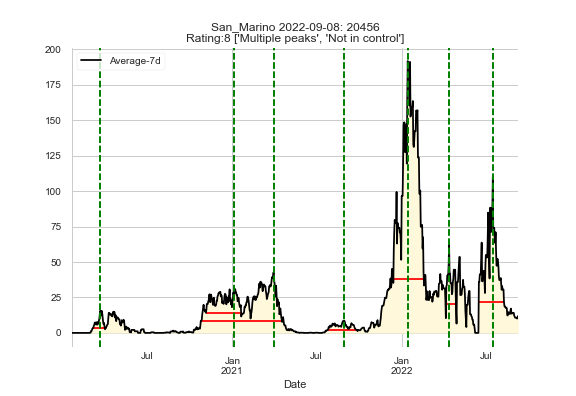 San_Marino 2022-09-08: 20456
Rating:8 ['Multiple peaks', 'Not in control']
Average-7d
200
175
150
125
100
75
50
25
0
Jul
Jan
2021
Jul
Jan
2022
Jul
Date